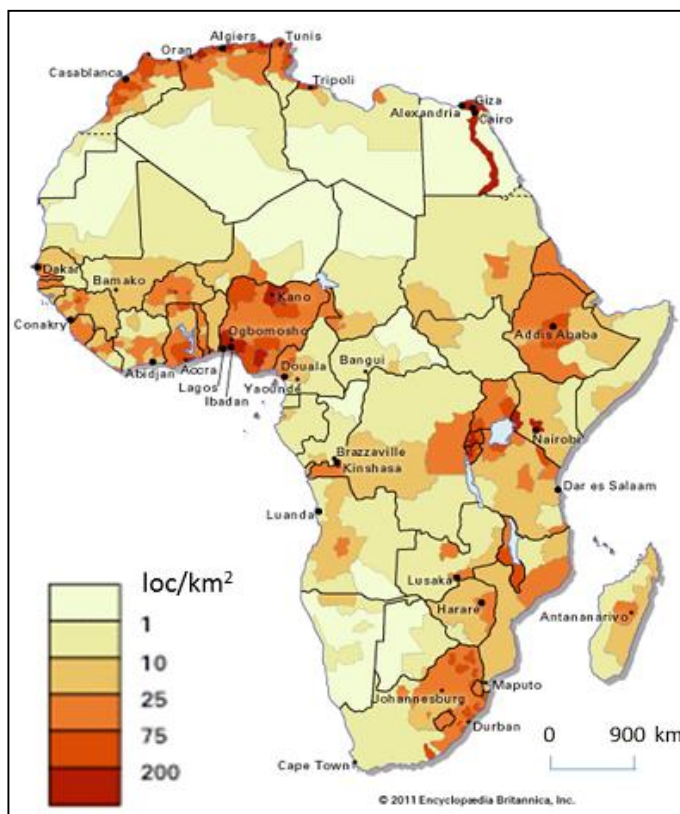 Algiers
Tunis
Oran
Casablanca
Tripoli
Giza
Alexandria
Cairo
Dakar
Bamako
Kano
Conakry
Ogbomosho
Addis Ababa
Douala
Bangui
Abidjan
Accra
Lagos
Yaoundé
Ibadan
Nairobi
Brazzaville
Kinshasa
Dar es Salaam
Luanda
loc/km²
Lusaka
1
Harare
Antananarivo
10
25
Maputo
Johannesburg
75
Durban
0 900 km
200
Cape Town
© 2011 Encyclopædia Britannica, Inc.